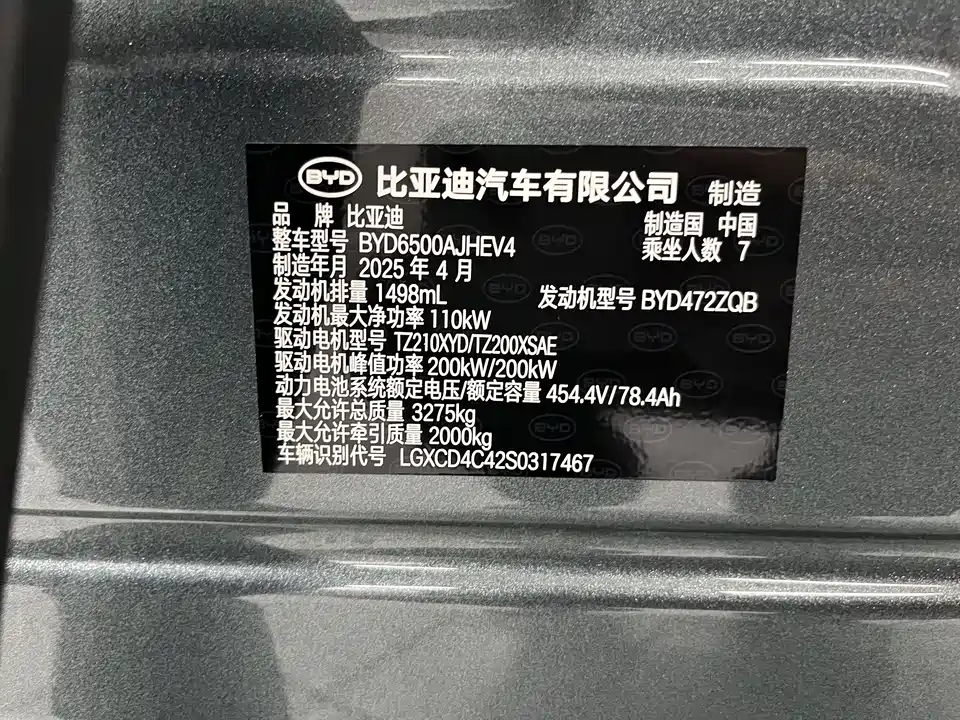 BYD 比亚迪汽车有限公司 制造
品 牌 比亚迪 制造国 中国
整车型号 BYD6500AJHEV4 乘坐人数 7
制造年月 2025 年 4 月
发动机排量 1498mL 发动机型号 BYD472ZQB
发动机最大净功率 110kW
驱动电机型号 TZ210XYD/TZ200XSAE
驱动电机峰值功率 200kW/200kW
动力电池系统额定电压/额定容量 454.4V/78.4Ah
最大允许总质量 3275kg
最大允许牵引质量 2000kg
车辆识别代号 LGXCD4C42S0317467